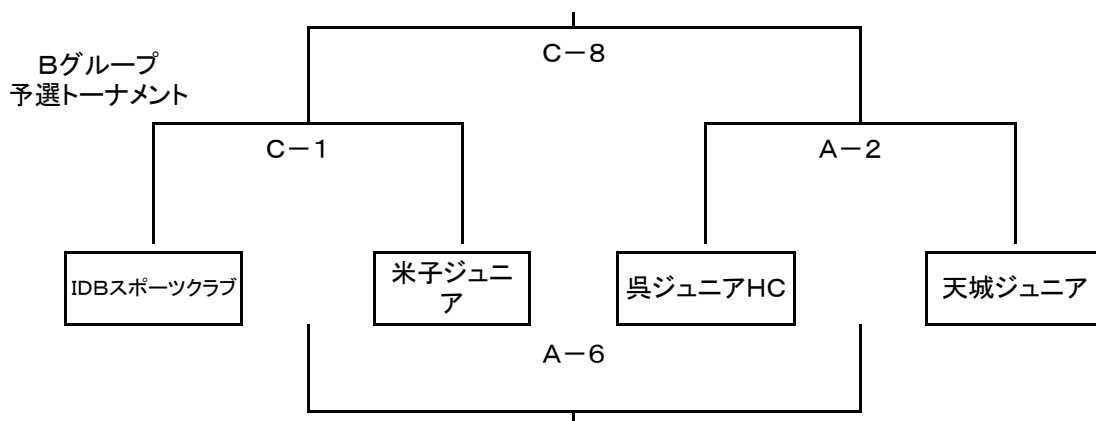 C－8
Bグループ
予選トーナメント
C－1
A－2
IDBスポーツクラブ
米子ジュニ
ア
呉ジュニアHC
天城ジュニア
A－6